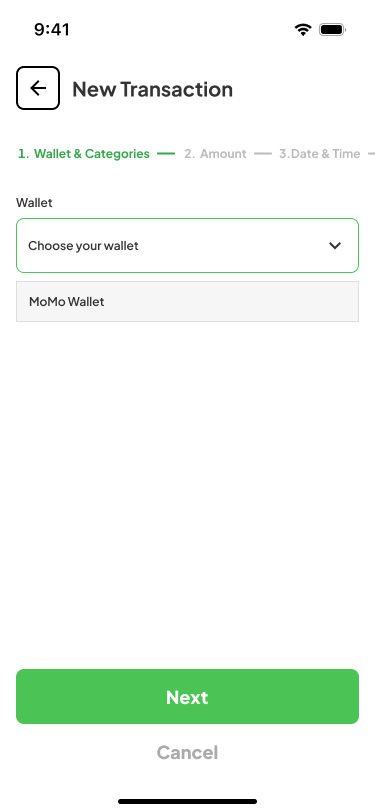 9:41
New Transaction
1. Wallet & Categories 2. Amount 3.Date & Time
Wallet
Choose your wallet
MoMo Wallet
Next
Cancel